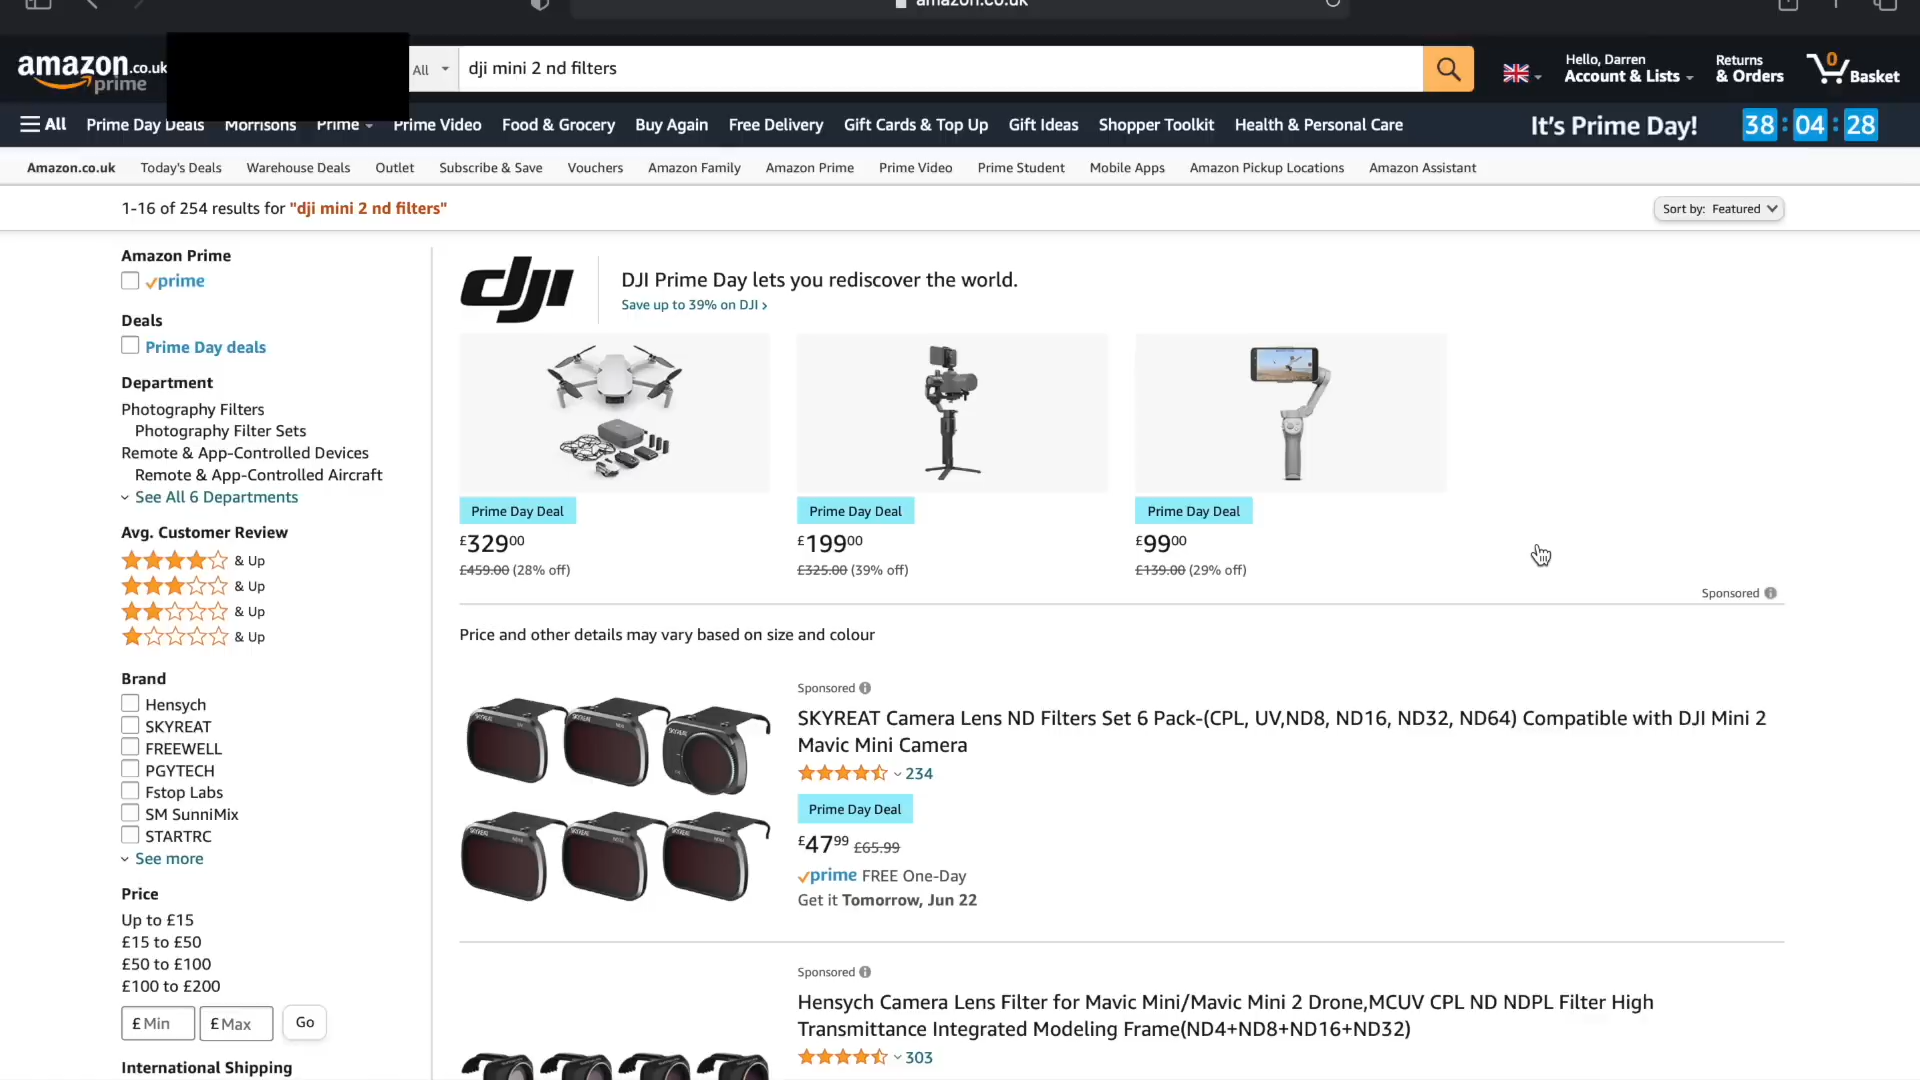 amazon.co.uk
amazon.co.uk
prime
All
dji mini 2 nd filters
Hello, Darren
Account & Lists
Returns
& Orders
0
Basket
All
Prime Day Deals
Morrisons
Prime
Prime Video
Food & Grocery
Buy Again
Free Delivery
Gift Cards & Top Up
Gift Ideas
Shopper Toolkit
Health & Personal Care
It's Prime Day!
38 : 04 : 28
Amazon.co.uk
Today's Deals
Warehouse Deals
Outlet
Subscribe & Save
Vouchers
Amazon Family
Amazon Prime
Prime Video
Prime Student
Mobile Apps
Amazon Pickup Locations
Amazon Assistant
1-16 of 254 results for "dji mini 2 nd filters"
Sort by: Featured
Amazon Prime
prime
Deals
Prime Day deals
Department
Photography Filters
Photography Filter Sets
Remote & App-Controlled Devices
Remote & App-Controlled Aircraft
See All 6 Departments
Avg. Customer Review
& Up
& Up
& Up
& Up
Brand
Hensych
SKYREAT
FREEWELL
PGYTECH
Fstop Labs
SM SunniMix
STARTRC
See more
Price
Up to £15
£15 to £50
£50 to £100
£100 to £200
£ Min
£ Max
Go
International Shipping
dji
DJI Prime Day lets you rediscover the world.
Save up to 39% on DJI ›
Prime Day Deal
£329.00
£459.00 (28% off)
Prime Day Deal
£199.00
£325.00 (39% off)
Prime Day Deal
£99.00
£139.00 (29% off)
Sponsored
Price and other details may vary based on size and colour
Sponsored
SKYREAT Camera Lens ND Filters Set 6 Pack-(CPL, UV,ND8, ND16, ND32, ND64) Compatible with DJI Mini 2
Mavic Mini Camera
234
Prime Day Deal
£47.99 £65.99
prime FREE One-Day
Get it Tomorrow, Jun 22
Sponsored
Hensych Camera Lens Filter for Mavic Mini/Mavic Mini 2 Drone,MCUV CPL ND NDPL Filter High
Transmittance Integrated Modeling Frame(ND4+ND8+ND16+ND32)
303